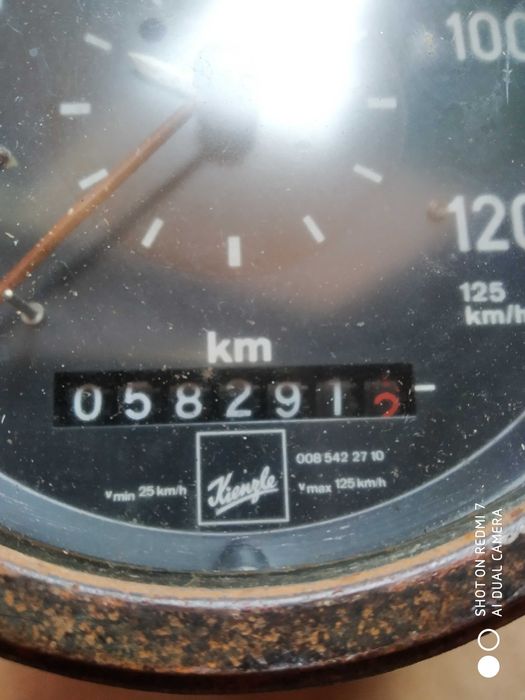 100
120
125
km/h
km
058291
Kienzle
008 542 27 10
vmin 25 km/h
vmax 125 km/h
SHOT ON REDMI 7
AI DUAL CAMERA